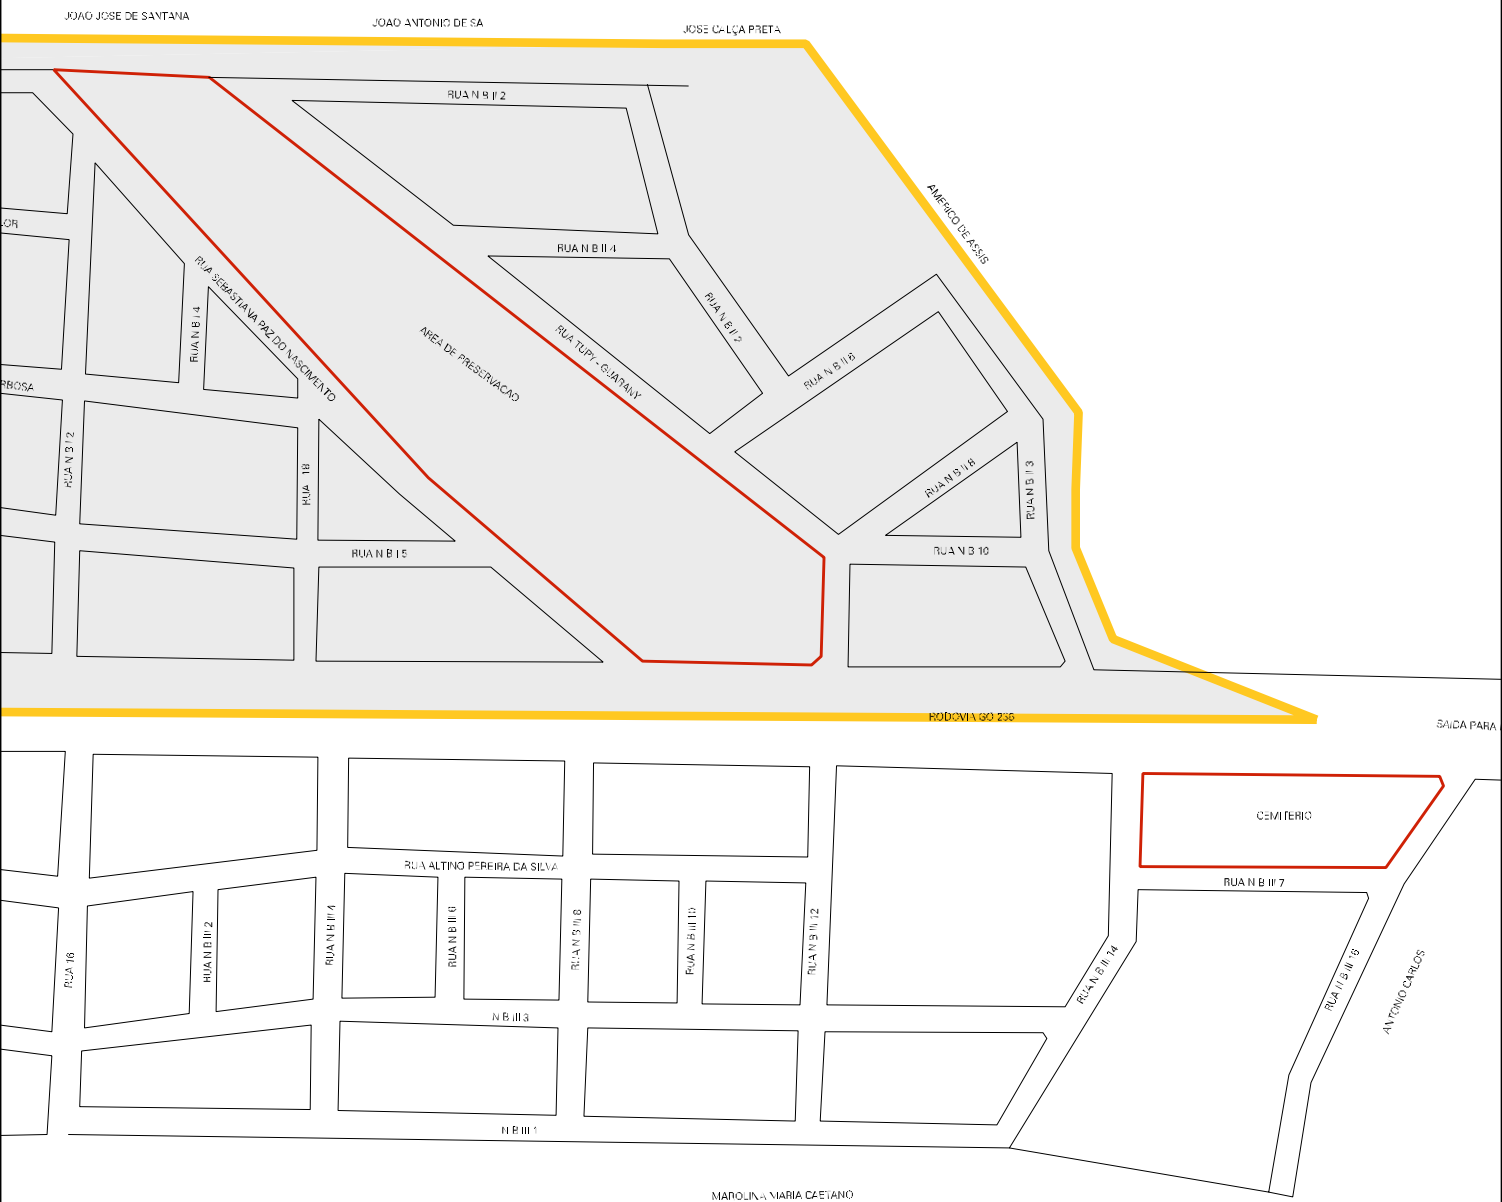 JOAO JOSE DE SANTANA
JOAO ANTONIO DE SA
JOSE CALÇA PRETA
RUA N B II 2
AMERICO DE ASSIS
LOR
RUA N B II 4
RUA SEBASTIANA PAZ DO NASCIMENTO
RUA N B II 2
RUA N B I 4
AREA DE PRESERVACAO
RUA TUPY - GUARANY
RUA N B II 6
RBOSA
RUA N B I 2
RUA 18
RUA N B II 8
RUA N B II 3
RUA N B I 5
RUA N B 10
RODOVIA GO 236
SAIDA PARA
CEMITERIO
RUA ALTINO PEREIRA DA SILVA
RUA N B III 7
RUA 16
RUA N B III 2
RUA N B III 4
RUA N B III 6
RUA N B III 8
RUA N B III 10
RUA N B III 12
RUA N B III 14
RUA N B III 16
ANTONIO CARLOS
N B III 3
N B III 1
MAROLINA MARIA CAETANO